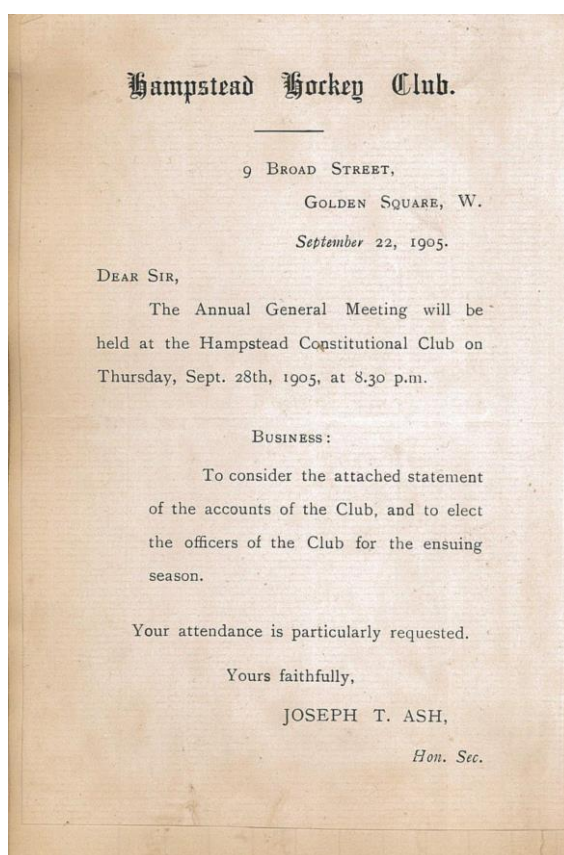 Hampstead Hockey Club.
9 Broad Street,
Golden Square, W.
September 22, 1905.
Dear Sir,
The Annual General Meeting will be
held at the Hampstead Constitutional Club on
Thursday, Sept. 28th, 1905, at 8.30 p.m.
Business:
To consider the attached statement
of the accounts of the Club, and to elect
the officers of the Club for the ensuing
season.
Your attendance is particularly requested.
Yours faithfully,
JOSEPH T. ASH,
Hon. Sec.